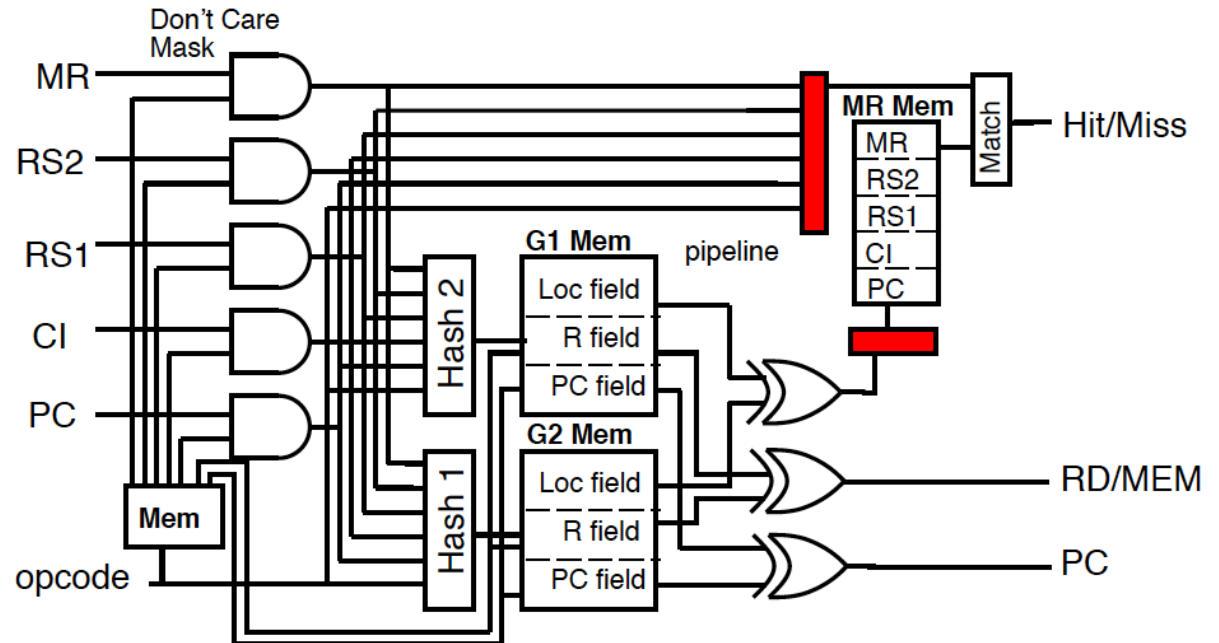 Don't Care
Mask
MR
RS2
RS1
CI
PC
Mem
opcode
Hash 2
Hash 1
G1 Mem
Loc field
R field
PC field
G2 Mem
Loc field
R field
PC field
pipeline
MR Mem
MR
RS2
RS1
CI
PC
Match
Hit/Miss
RD/MEM
PC